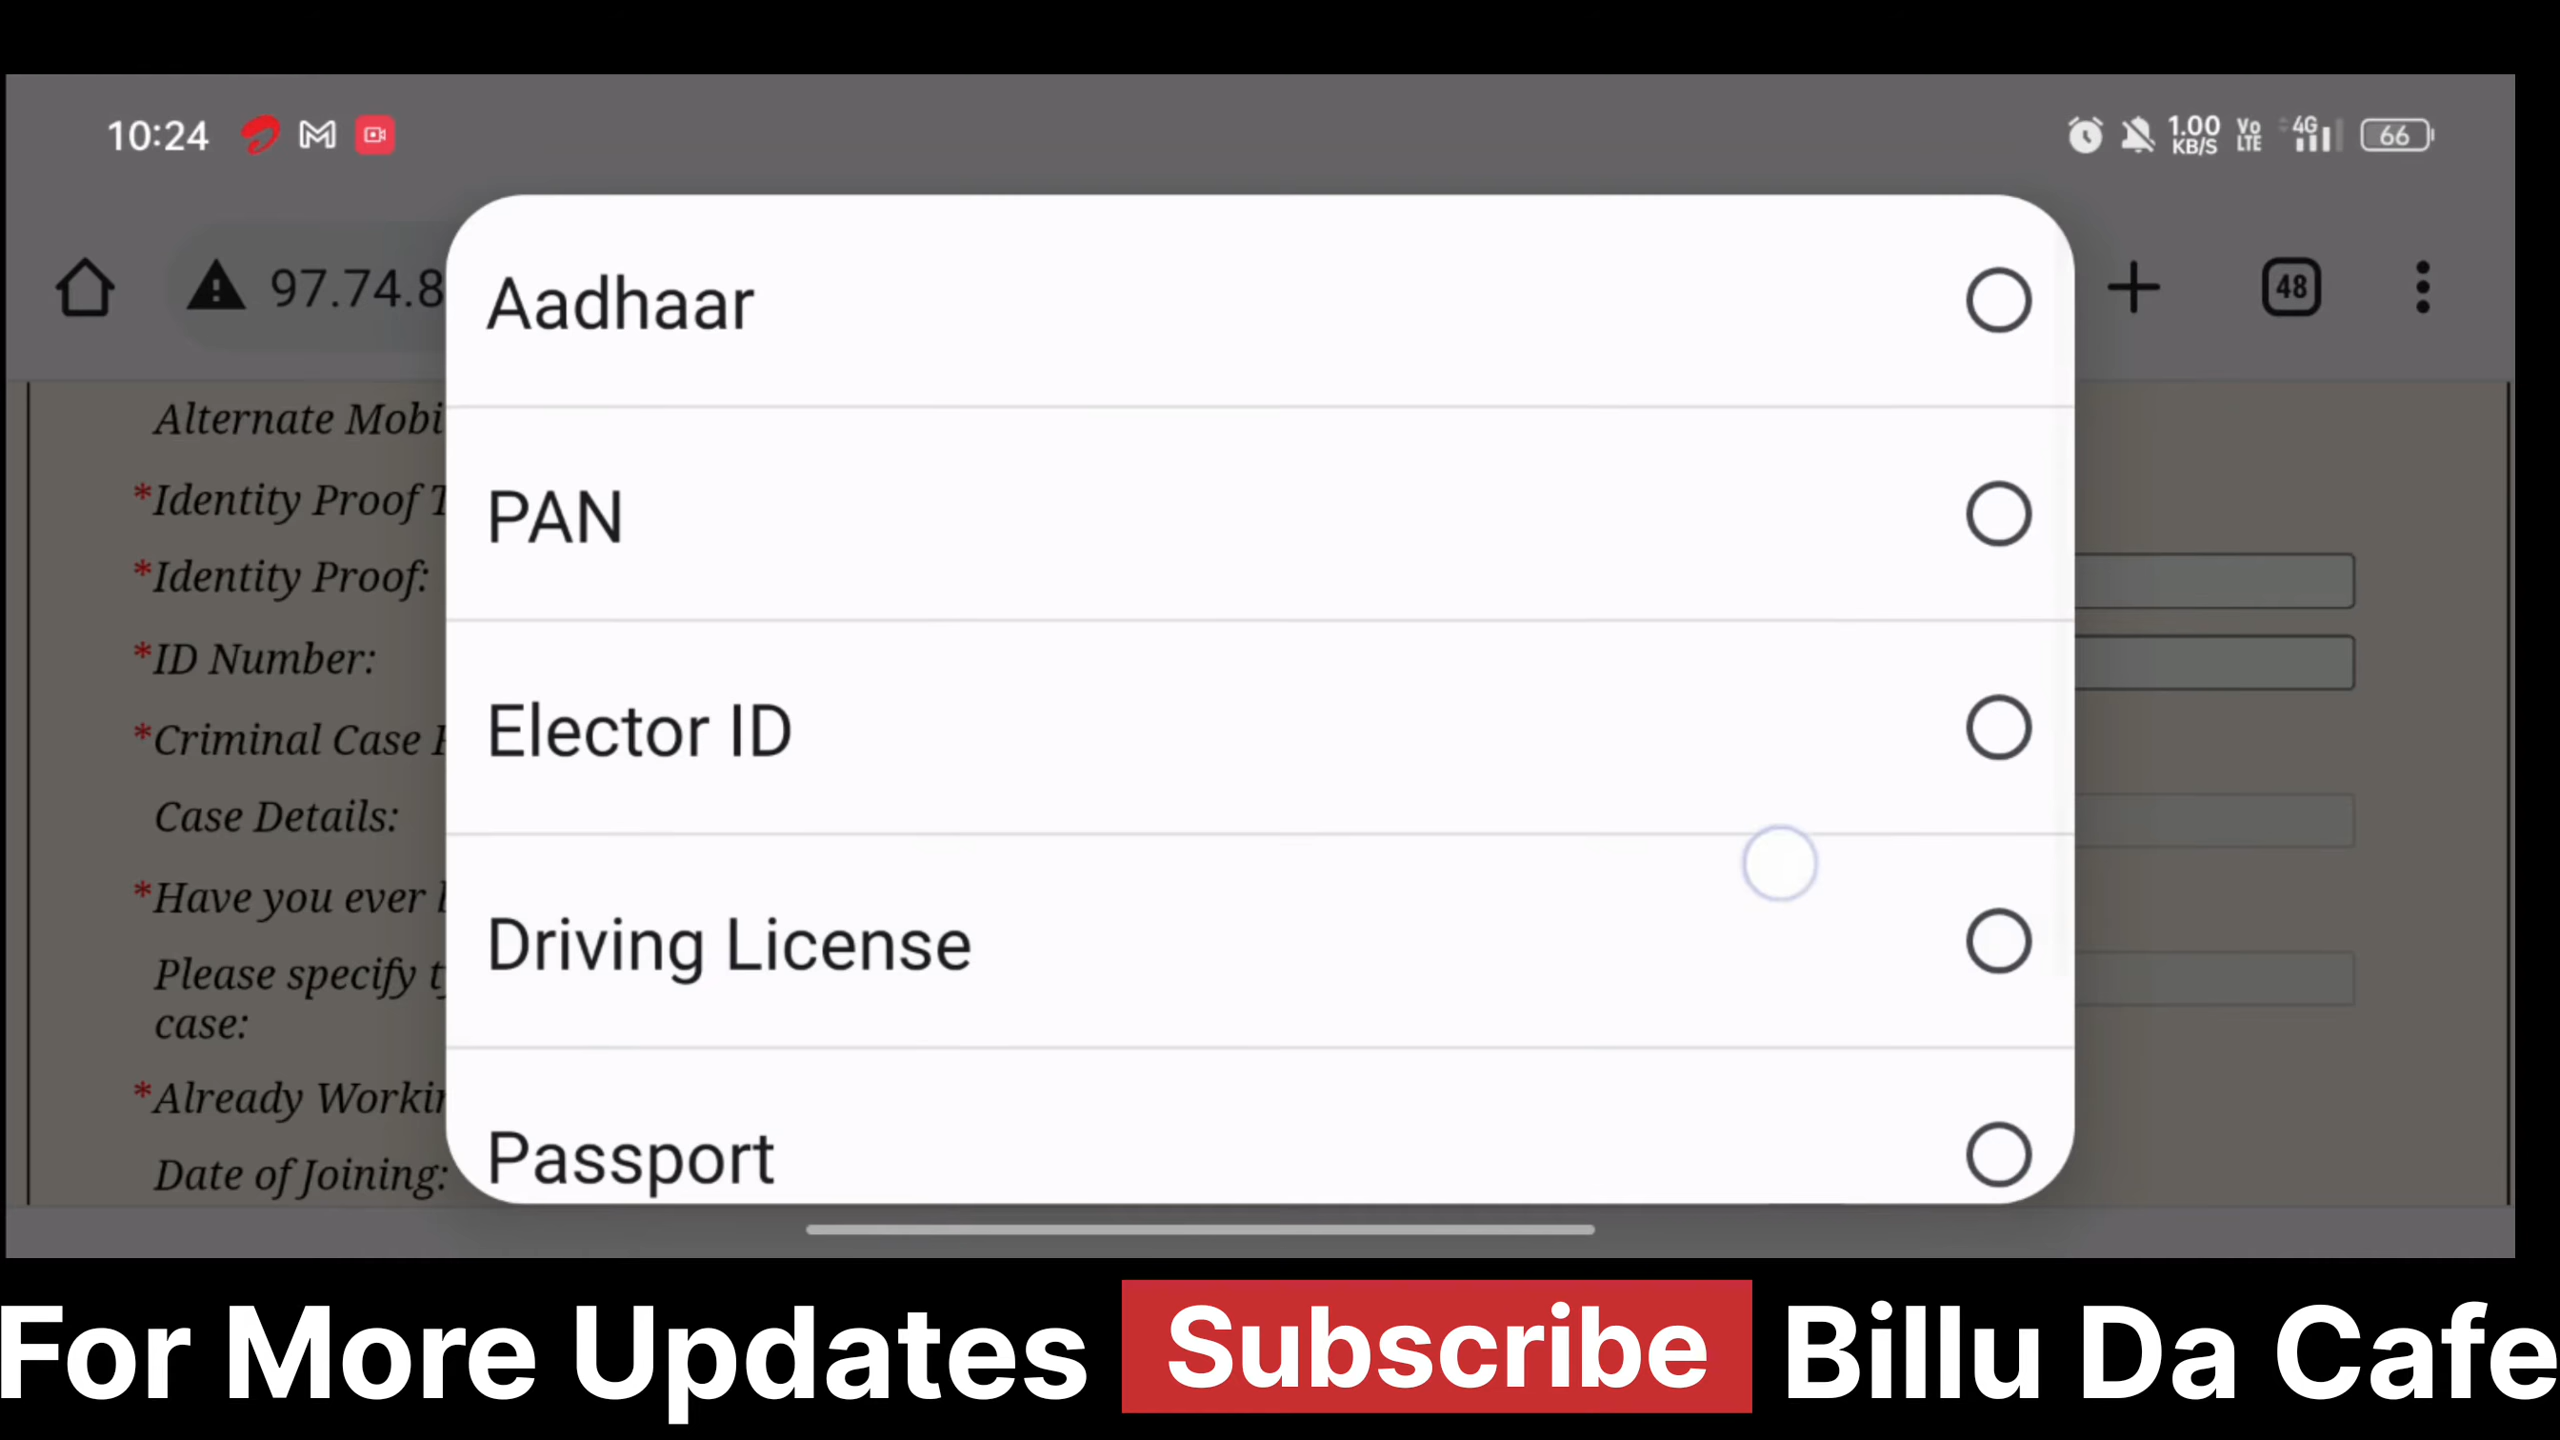 10:24
1.00 KB/S
Vo LTE
4G
66
97.74.8
48
Aadhaar
PAN
Elector ID
Driving License
Passport
Alternate Mobi
*Identity Proof
*Identity Proof:
*ID Number:
*Criminal Case
Case Details:
*Have you ever
Please specify
case:
*Already Workin
Date of Joining:
For More Updates Subscribe Billu Da Cafe